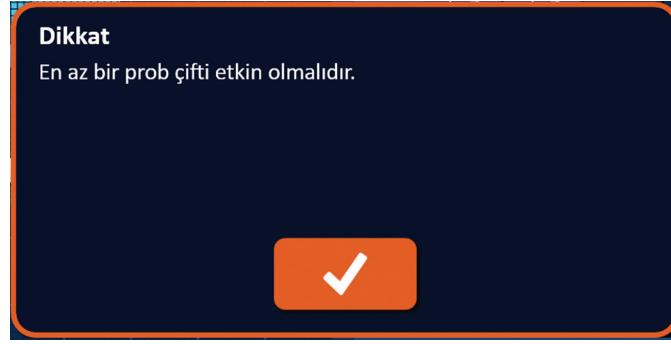 Dikkat
En az bir prob çifti etkin olmalıdır.